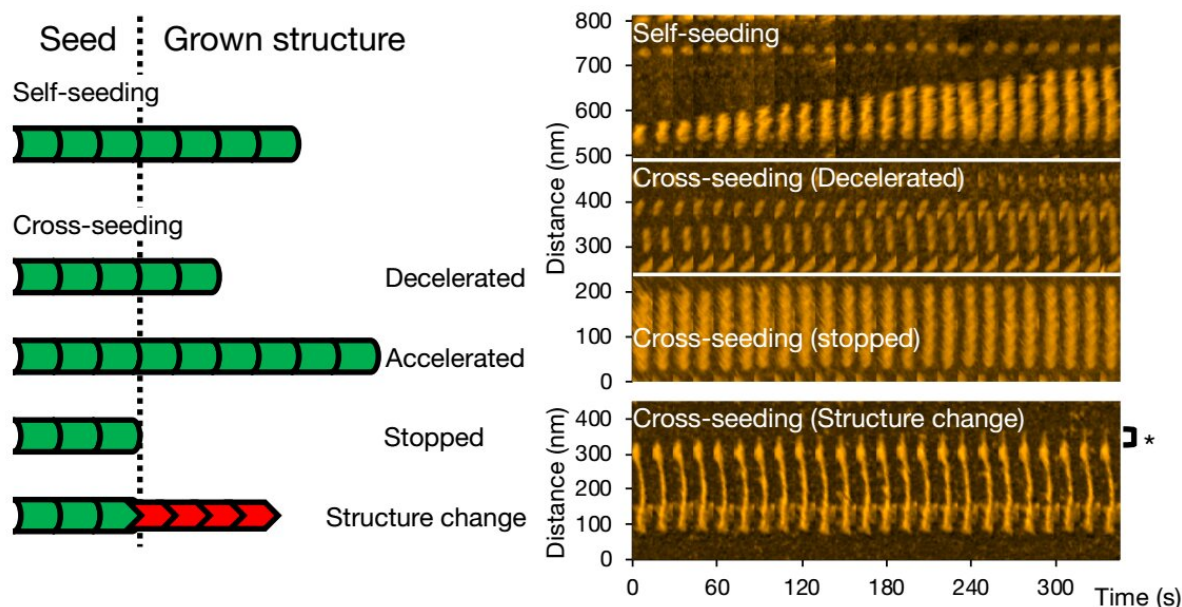 Seed
Grown structure
Self-seeding
Cross-seeding
Decelerated
Accelerated
Stopped
Structure change
Distance (nm)
800
700
600
500
400
300
200
100
0
Self-seeding
Cross-seeding (Decelerated)
Cross-seeding (stopped)
Distance (nm)
400
300
200
100
0
Cross-seeding (Structure change)
*
0
60
120
180
240
300
Time (s)